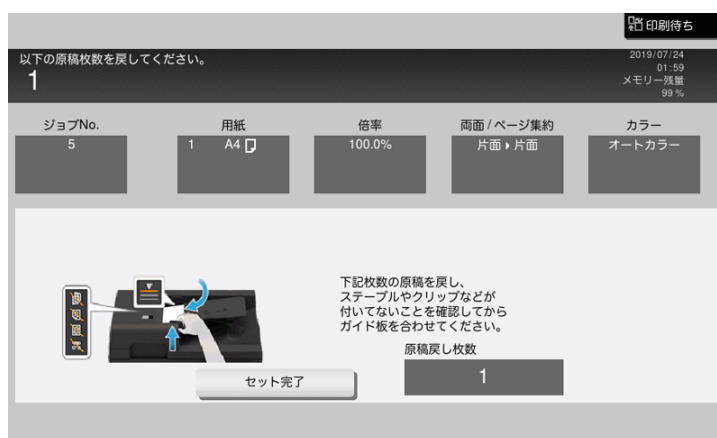 印刷待ち
以下の原稿枚数を戻してください。
1
2019/07/24
01:59
メモリー残量
99 %
ジョブNo.
5
用紙
1 A4
倍率
100.0%
両面 / ページ集約
片面 ▸ 片面
カラー
オートカラー
下記枚数の原稿を戻し、
ステープルやクリップなどが
付いてないことを確認してから
ガイド板を合わせてください。
原稿戻し枚数
1
セット完了